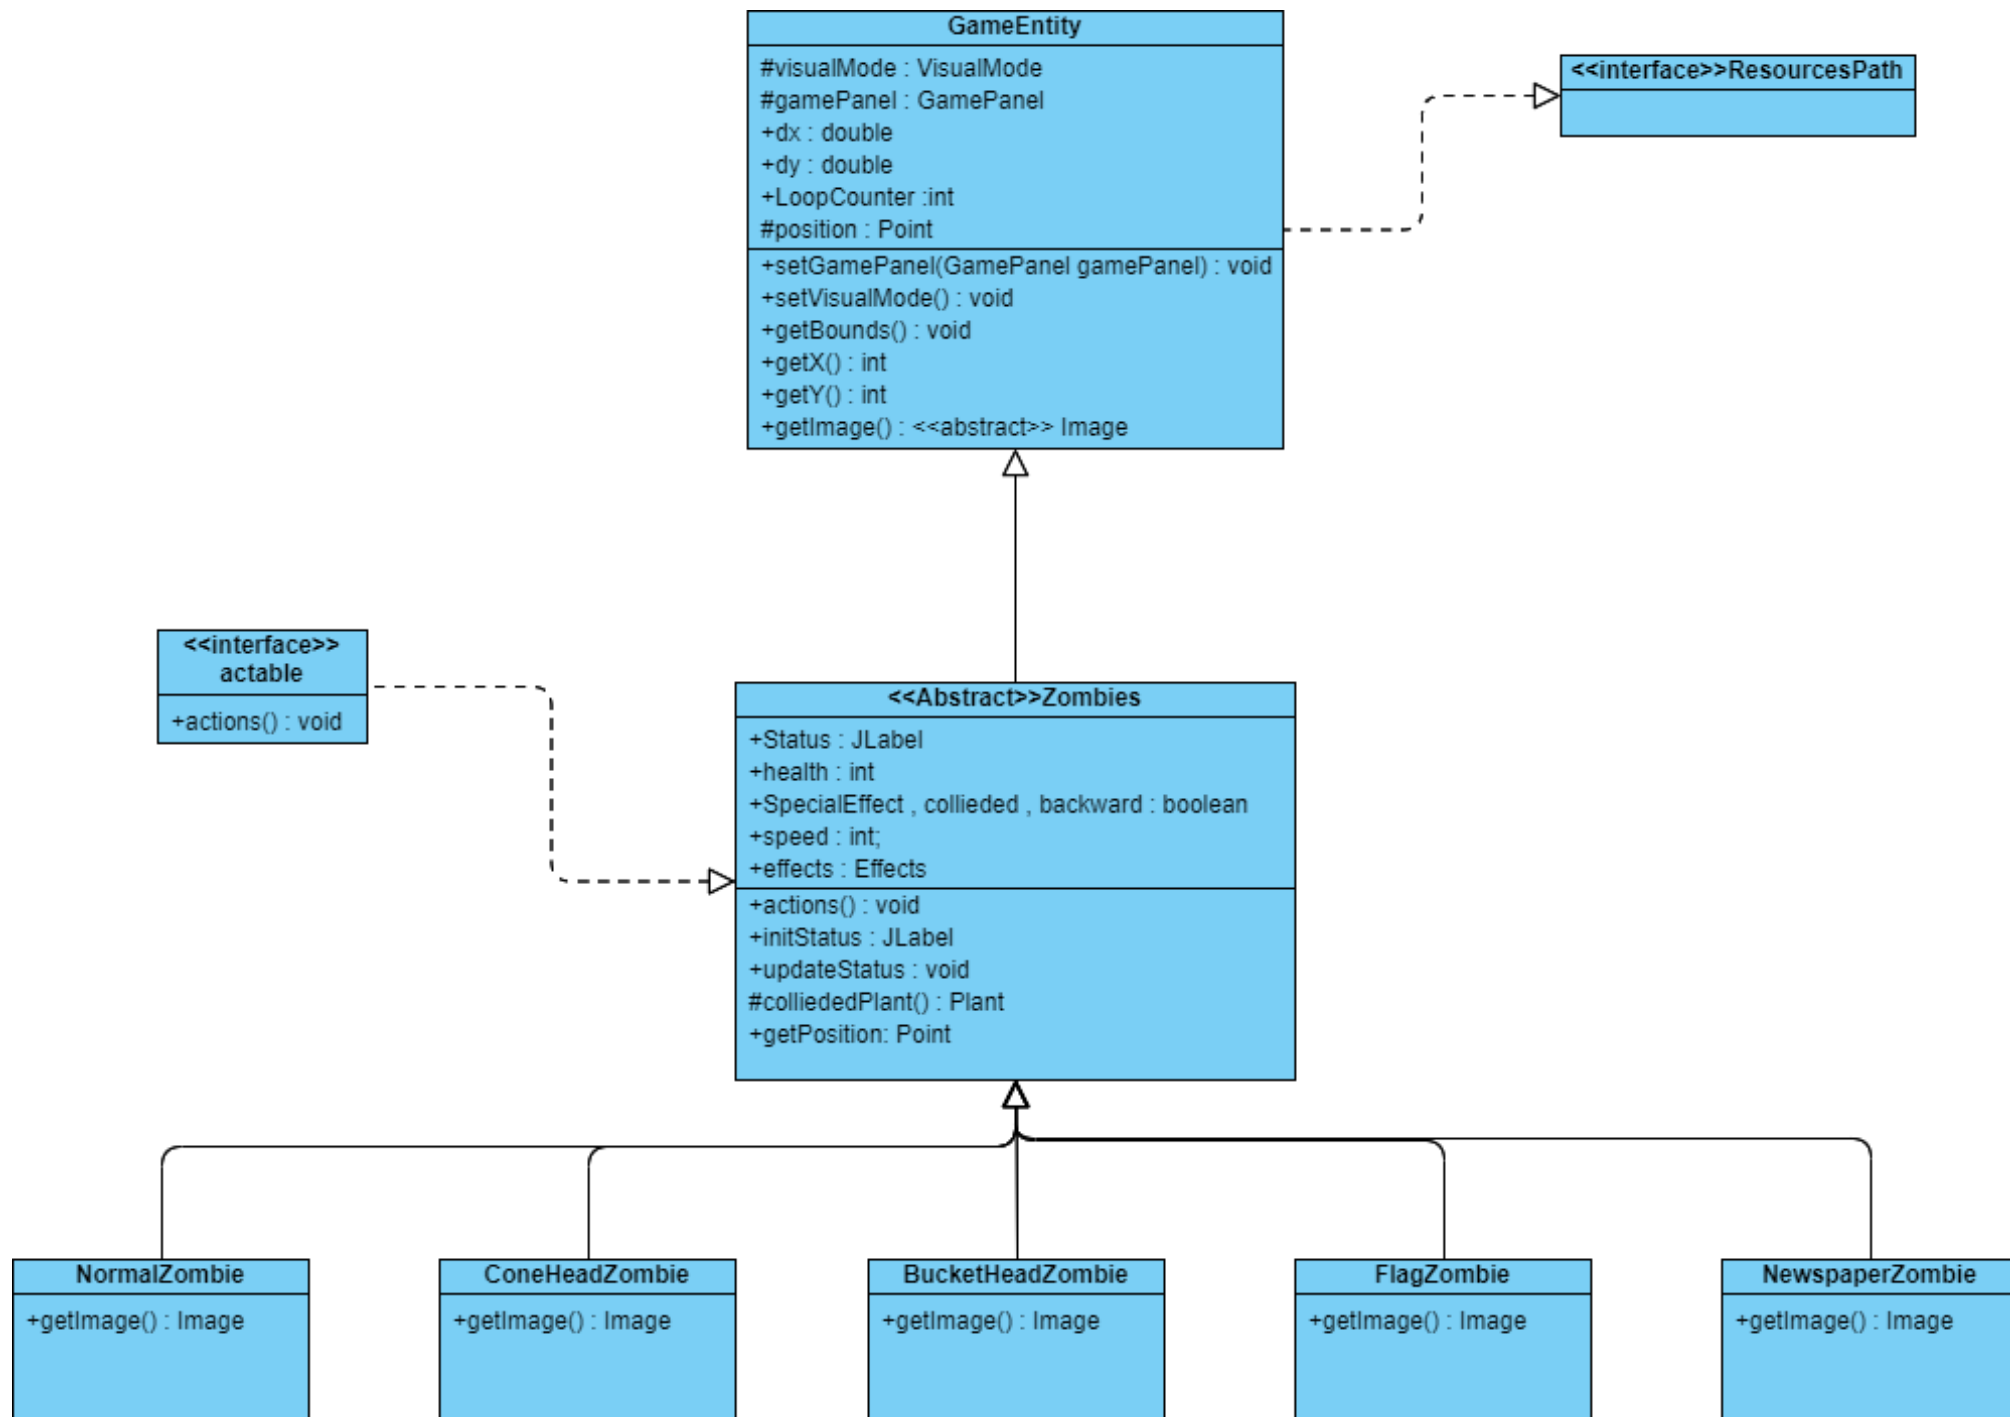 GameEntity
#visualMode : VisualMode
#gamePanel : GamePanel
+dx : double
+dy : double
+LoopCounter :int
#position : Point
+setGamePanel(GamePanel gamePanel) : void
+setVisualMode() : void
+getBounds() : void
+getX() : int
+getY() : int
+getImage() : <<abstract>> Image
<<interface>>ResourcesPath
<<interface>>
actable
+actions() : void
<<Abstract>>Zombies
+Status : JLabel
+health : int
+SpecialEffect , collieded , backward : boolean
+speed : int;
+effects : Effects
+actions() : void
+initStatus : JLabel
+updateStatus : void
#colliededPlant() : Plant
+getPosition: Point
NormalZombie
+getImage() : Image
ConeHeadZombie
+getImage() : Image
BucketHeadZombie
+getImage() : Image
FlagZombie
+getImage() : Image
NewspaperZombie
+getImage() : Image